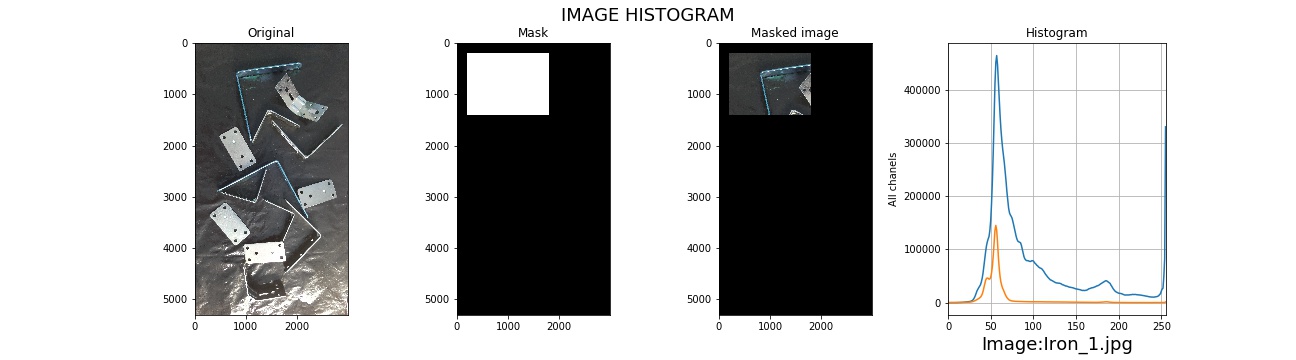 IMAGE HISTOGRAM
Original
0
1000
2000
3000
4000
5000
0 1000 2000
Mask
0
1000
2000
3000
4000
5000
0 1000 2000
Masked image
0
1000
2000
3000
4000
5000
0 1000 2000
Histogram
All chanels
400000
300000
200000
100000
0
0 50 100 150 200 250
Image:Iron_1.jpg